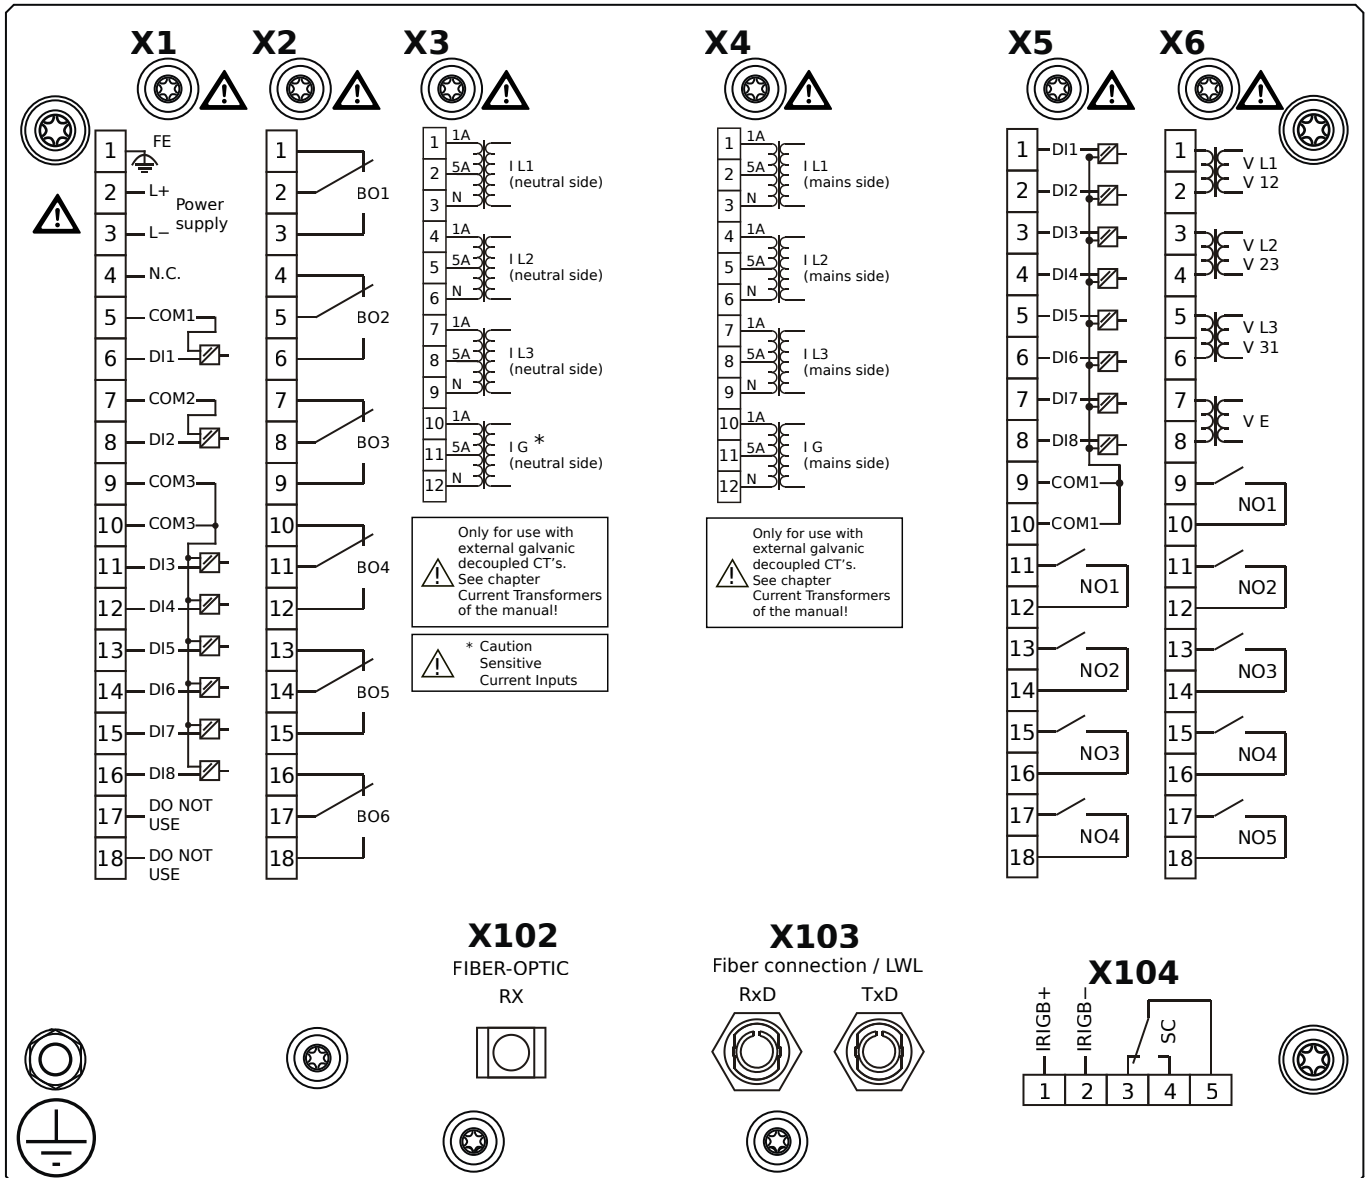 X1
X2
X3
X4
X5
X6
1
FE
2
L+
Power
supply
3
L−
4
N.C.
5
COM1
6
DI1
7
COM2
8
DI2
9
COM3
10
COM3
11
DI3
12
DI4
13
DI5
14
DI6
15
DI7
16
DI8
17
DO NOT
USE
18
DO NOT
USE
1
2
BO1
3
4
5
BO2
6
7
8
BO3
9
10
11
BO4
12
13
14
BO5
15
16
17
BO6
18
1
1A
2
5A
I L1
(neutral side)
3
N
4
1A
5
5A
I L2
(neutral side)
6
N
7
1A
8
5A
I L3
(neutral side)
9
N
10
1A
11
5A
I G *
(neutral side)
12
N
Only for use with
external galvanic
decoupled CT's.
See chapter
Current Transformers
of the manual!
* Caution
Sensitive
Current Inputs
1
1A
2
5A
I L1
(mains side)
3
N
4
1A
5
5A
I L2
(mains side)
6
N
7
1A
8
5A
I L3
(mains side)
9
N
10
1A
11
5A
I G
(mains side)
12
N
Only for use with
external galvanic
decoupled CT's.
See chapter
Current Transformers
of the manual!
1
DI1
2
DI2
3
DI3
4
DI4
5
DI5
6
DI6
7
DI7
8
DI8
9
COM1
10
COM1
11
NO1
12
13
NO2
14
15
NO3
16
17
NO4
18
1
V L1
V 12
2
3
V L2
V 23
4
5
V L3
V 31
6
7
V E
8
9
NO1
10
11
NO2
12
13
NO3
14
15
NO4
16
17
NO5
18
X102
FIBER-OPTIC
RX
X103
Fiber connection / LWL
RxD
TxD
X104
IRIGB+
IRIGB−
SC
1
2
3
4
5